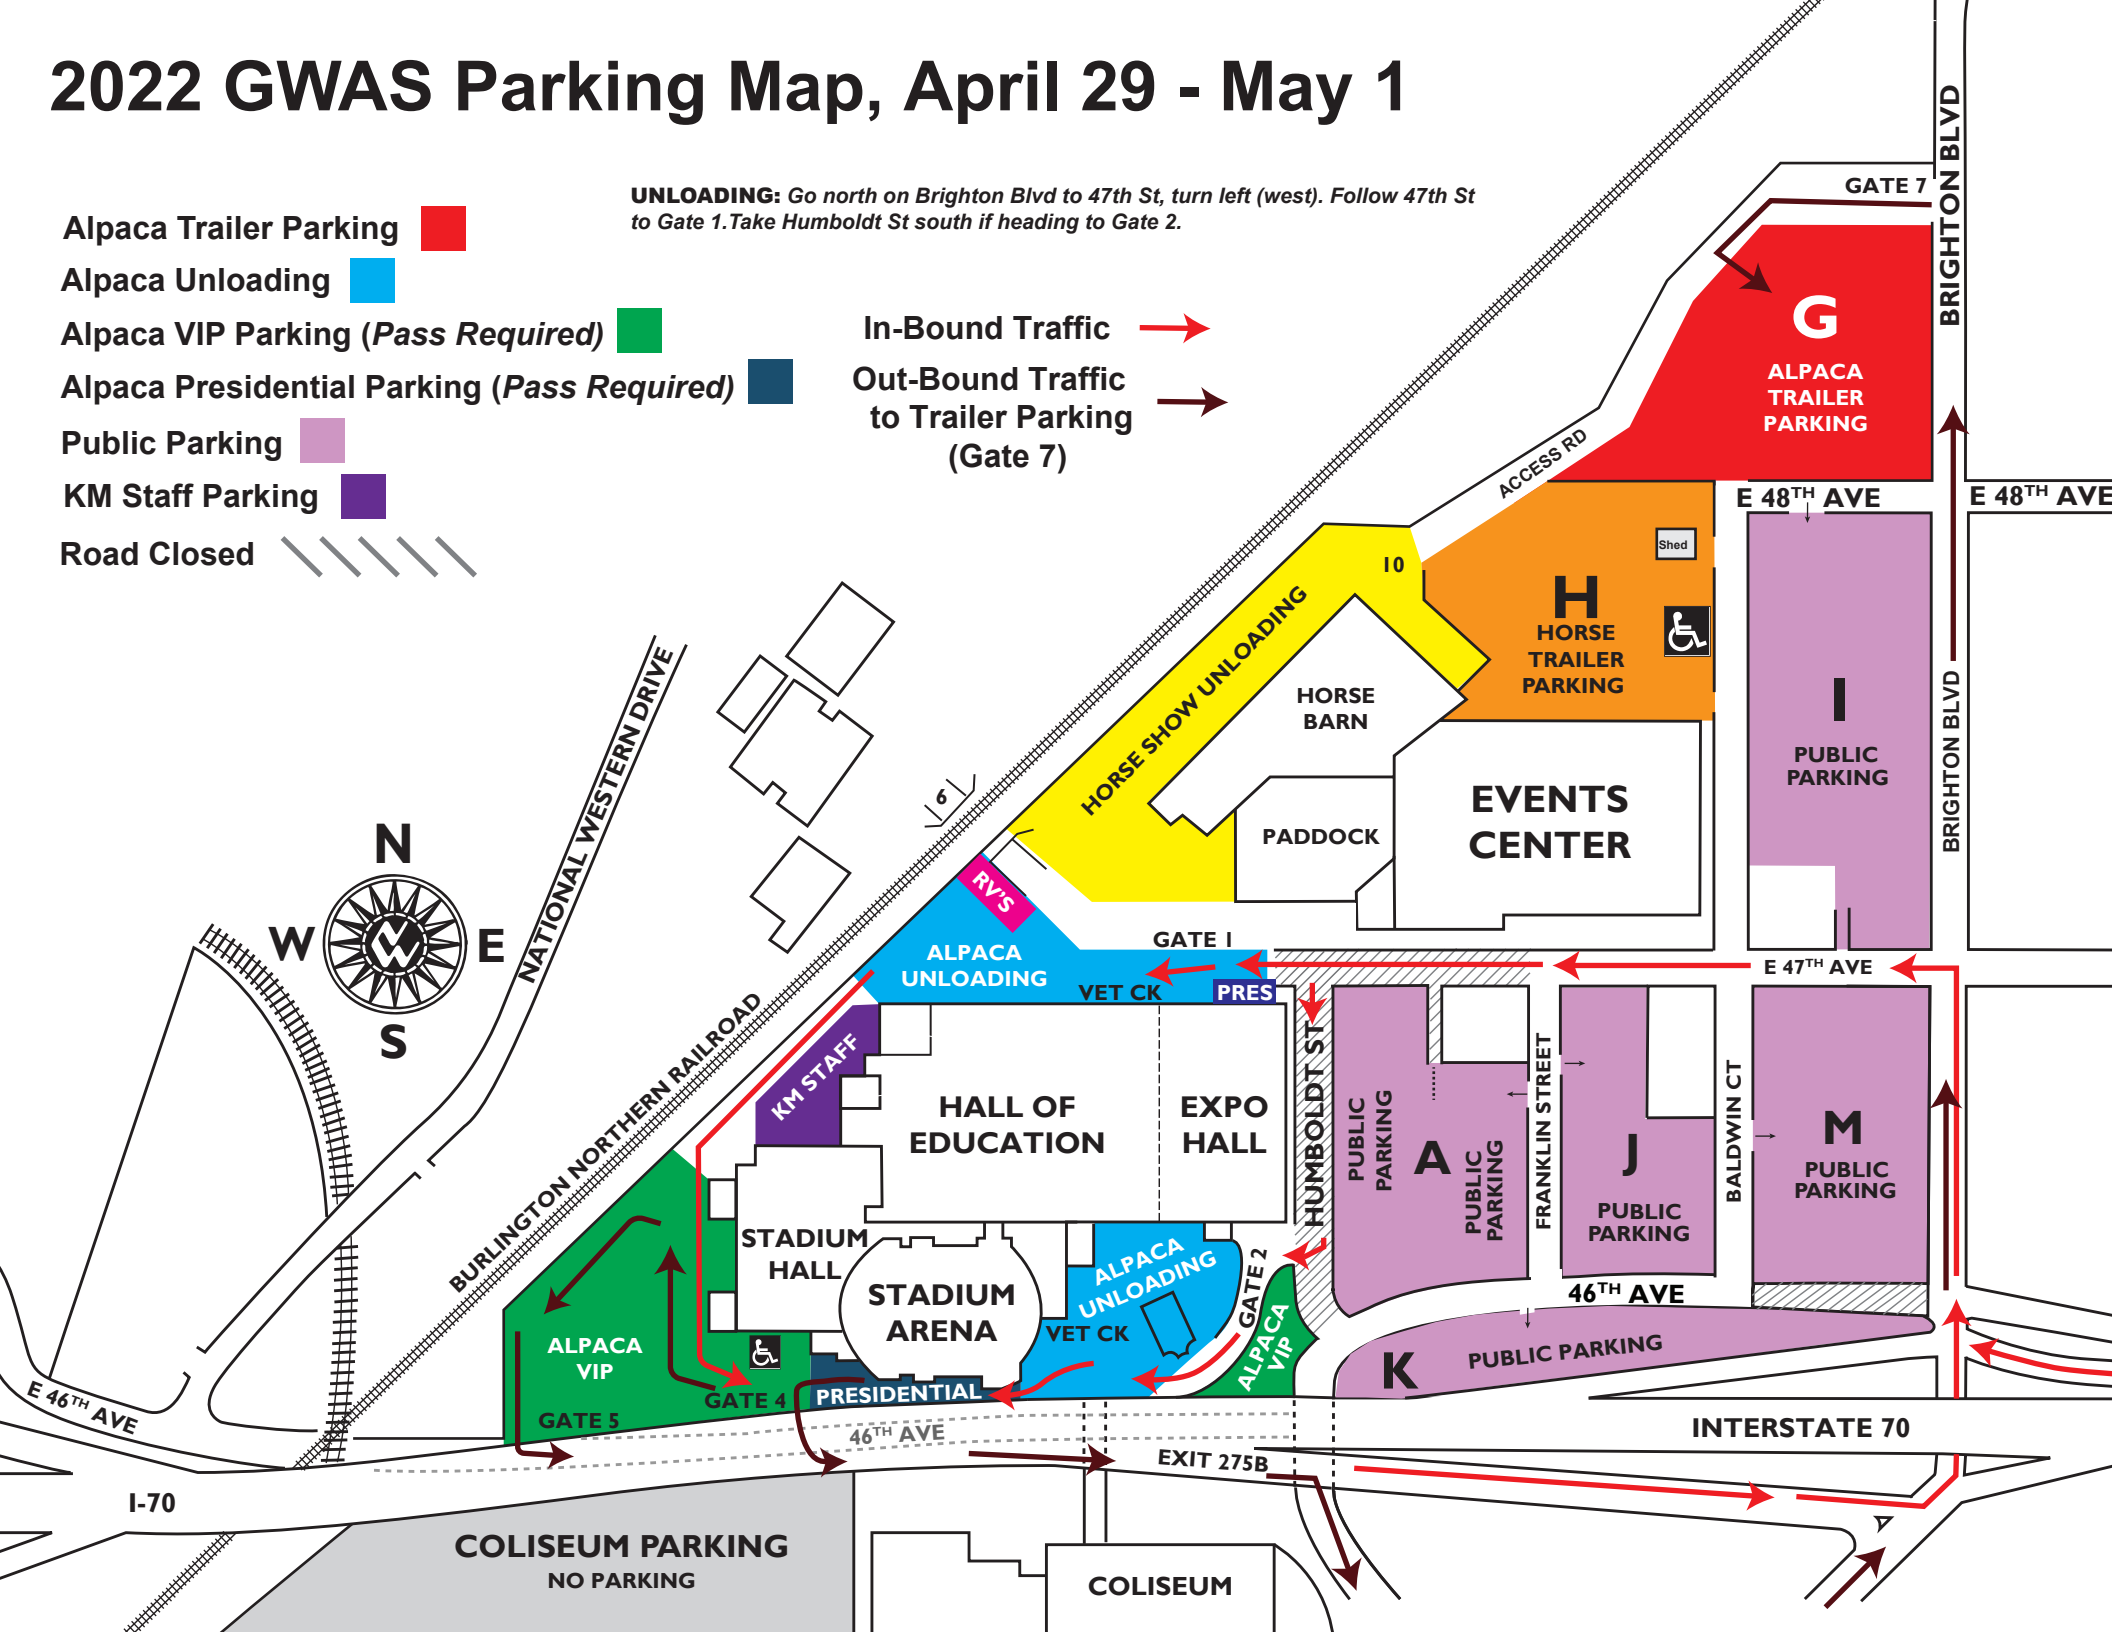 2022 GWAS Parking Map, April 29 - May 1
UNLOADING: Go north on Brighton Blvd to 47th St, turn left (west). Follow 47th St
to Gate 1.Take Humboldt St south if heading to Gate 2.
Alpaca Trailer Parking
Alpaca Unloading
Alpaca VIP Parking (Pass Required)
Alpaca Presidential Parking (Pass Required)
Public Parking
KM Staff Parking
Road Closed
In-Bound Traffic
Out-Bound Traffic
to Trailer Parking
(Gate 7)
GATE 7
BRIGHTON BLVD
G
ALPACA
TRAILER
PARKING
ACCESS RD
E 48TH AVE
E 48TH AVE
10
Shed
H
HORSE
TRAILER
PARKING
HORSE SHOW UNLOADING
HORSE
BARN
I
PUBLIC
PARKING
BRIGHTON BLVD
PADDOCK
EVENTS
CENTER
6
NATIONAL WESTERN DRIVE
N
W
E
S
RV'S
ALPACA
UNLOADING
GATE 1
VET CK
PRES
E 47TH AVE
BURLINGTON NORTHERN RAILROAD
KM STAFF
HALL OF
EDUCATION
EXPO
HALL
HUMBOLDT ST
PUBLIC
PARKING
A
PUBLIC
PARKING
FRANKLIN STREET
J
PUBLIC
PARKING
BALDWIN CT
M
PUBLIC
PARKING
STADIUM
HALL
STADIUM
ARENA
ALPACA
UNLOADING
VET CK
GATE 2
ALPACA
VIP
46TH AVE
K
PUBLIC PARKING
ALPACA
VIP
GATE 5
GATE 4
PRESIDENTIAL
46TH AVE
E 46TH AVE
I-70
EXIT 275B
INTERSTATE 70
COLISEUM PARKING
NO PARKING
COLISEUM